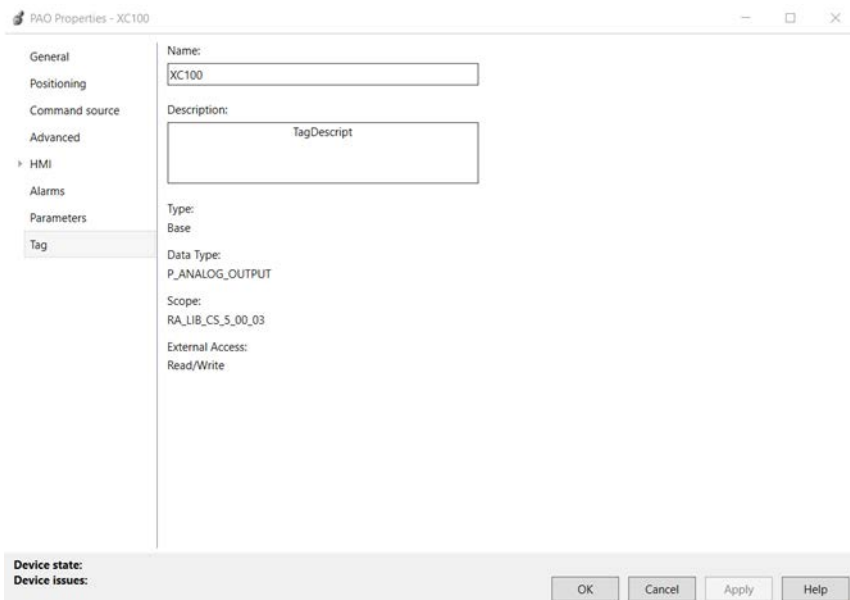 PAO Properties - XC100
General
Positioning
Command source
Advanced
HMI
Alarms
Parameters
Tag
Name:
XC100
Description:
TagDescript
Type:
Base
Data Type:
P_ANALOG_OUTPUT
Scope:
RA_LIB_CS_5_00_03
External Access:
Read/Write
Device state:
Device issues:
OK Cancel Apply Help